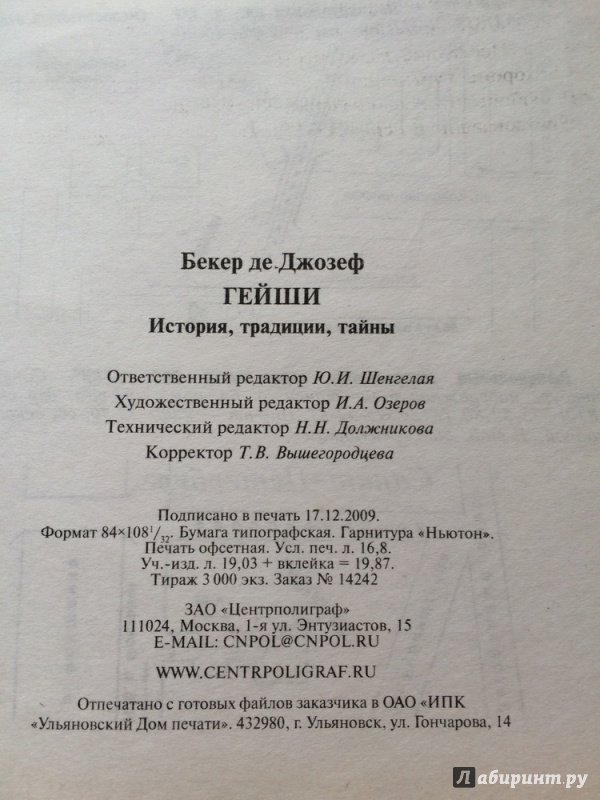 Бекер де Джозеф
ГЕЙШИ
История, традиции, тайны
Ответственный редактор Ю.И. Шенгелая
Художественный редактор И.А. Озеров
Технический редактор Н.Н. Должникова
Корректор Т.В. Вышегородцева
Подписано в печать 17.12.2009.
Формат 84×108¹/₃₂. Бумага типографская. Гарнитура «Ньютон».
Печать офсетная. Усл. печ. л. 16,8.
Уч.-изд. л. 19,03 + вклейка = 19,87.
Тираж 3 000 экз. Заказ № 14242
ЗАО «Центрполиграф»
111024, Москва, 1-я ул. Энтузиастов, 15
E-MAIL: CNPOL@CNPOL.RU
WWW.CENTRPOLIGRAF.RU
Отпечатано с готовых файлов заказчика в ОАО «ИПК
«Ульяновский Дом печати». 432980, г. Ульяновск, ул. Гончарова, 14
Лабиринт.ру